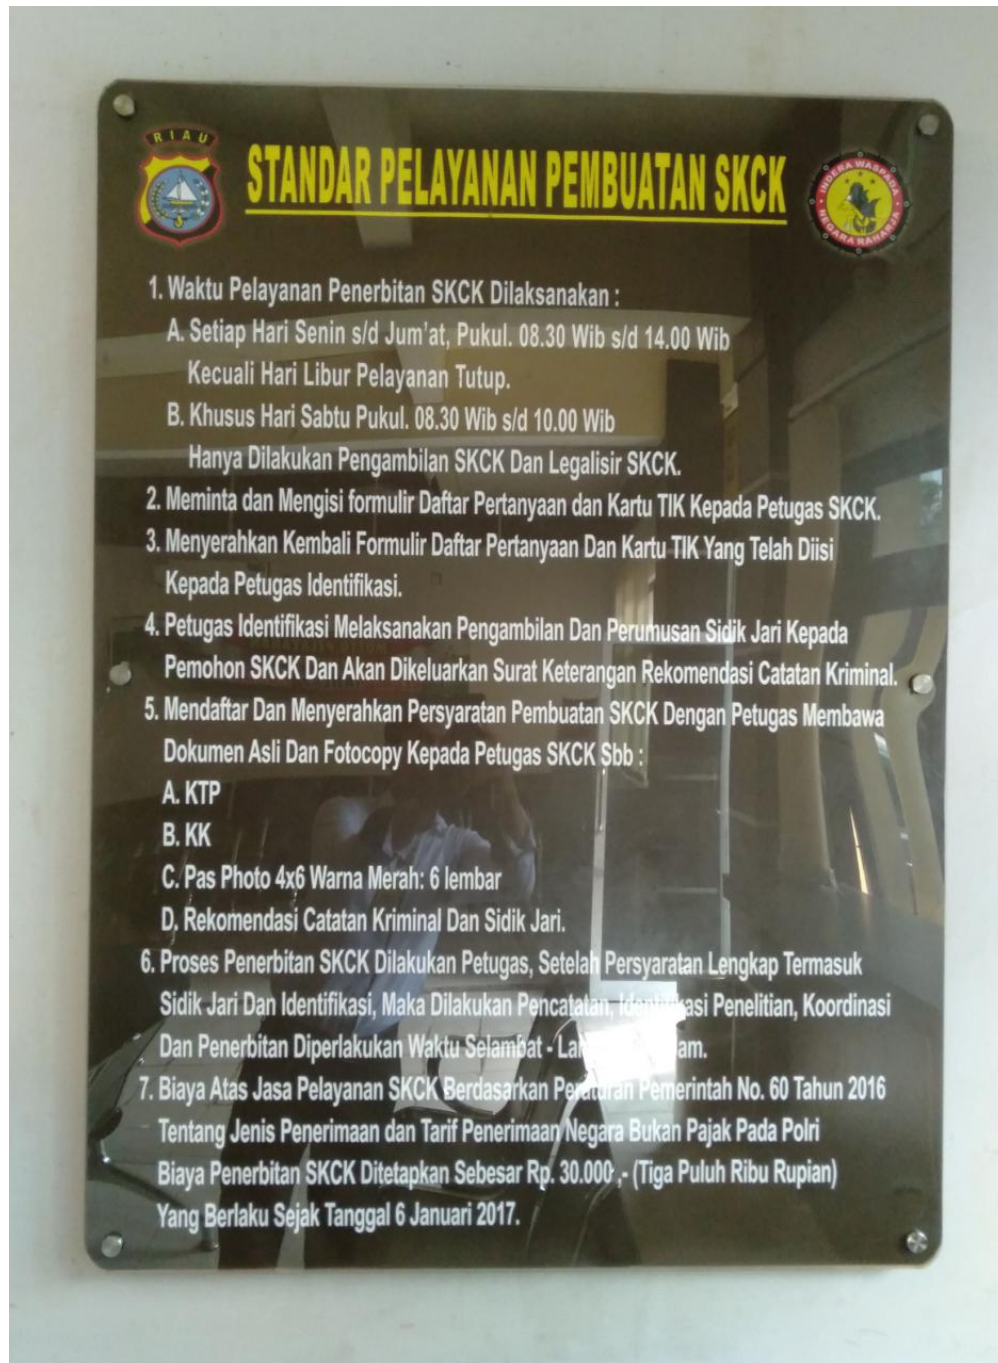 RIAU
STANDAR PELAYANAN PEMBUATAN SKCK
INDERA WASPADA
NEGARA RAHARJA
1. Waktu Pelayanan Penerbitan SKCK Dilaksanakan :
A. Setiap Hari Senin s/d Jum'at, Pukul. 08.30 Wib s/d 14.00 Wib
Kecuali Hari Libur Pelayanan Tutup.
B. Khusus Hari Sabtu Pukul. 08.30 Wib s/d 10.00 Wib
Hanya Dilakukan Pengambilan SKCK Dan Legalisir SKCK.
2. Meminta dan Mengisi formulir Daftar Pertanyaan dan Kartu TIK Kepada Petugas SKCK.
3. Menyerahkan Kembali Formulir Daftar Pertanyaan Dan Kartu TIK Yang Telah Diisi
Kepada Petugas Identifikasi.
4. Petugas Identifikasi Melaksanakan Pengambilan Dan Perumusan Sidik Jari Kepada
Pemohon SKCK Dan Akan Dikeluarkan Surat Keterangan Rekomendasi Catatan Kriminal.
5. Mendaftar Dan Menyerahkan Persyaratan Pembuatan SKCK Dengan Petugas Membawa
Dokumen Asli Dan Fotocopy Kepada Petugas SKCK Sbb :
A. KTP
B. KK
C. Pas Photo 4x6 Warna Merah: 6 lembar
D. Rekomendasi Catatan Kriminal Dan Sidik Jari.
6. Proses Penerbitan SKCK Dilakukan Petugas, Setelah Persyaratan Lengkap Termasuk
Sidik Jari Dan Identifikasi, Maka Dilakukan Pencatatan, Identifikasi Penelitian, Koordinasi
Dan Penerbitan Diperlakukan Waktu Selambat -
7. Biaya Atas Jasa Pelayanan SKCK Berdasarkan Peraturan Pemerintah No. 60 Tahun 2016
Tentang Jenis Penerimaan dan Tarif Penerimaan Negara Bukan Pajak Pada Polri
Biaya Penerbitan SKCK Ditetapkan Sebesar Rp. 30.000 ,- (Tiga Puluh Ribu Rupian)
Yang Berlaku Sejak Tanggal 6 Januari 2017.